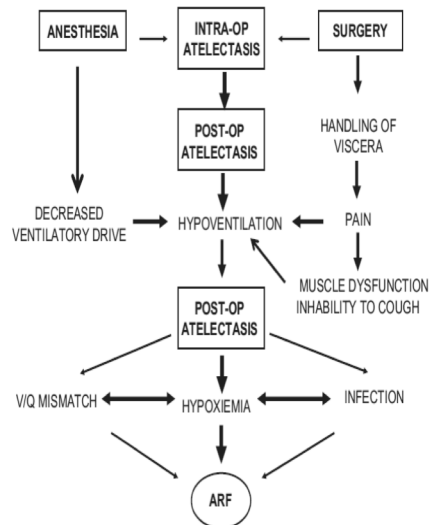 ANESTHESIA
INTRA-OP
ATELECTASIS
SURGERY
POST-OP
ATELECTASIS
HANDLING OF
VISCERA
DECREASED
VENTILATORY DRIVE
HYPOVENTILATION
PAIN
MUSCLE DYSFUNCTION
INHABILITY TO COUGH
POST-OP
ATELECTASIS
V/Q MISMATCH
HYPOXIEMIA
INFECTION
ARF